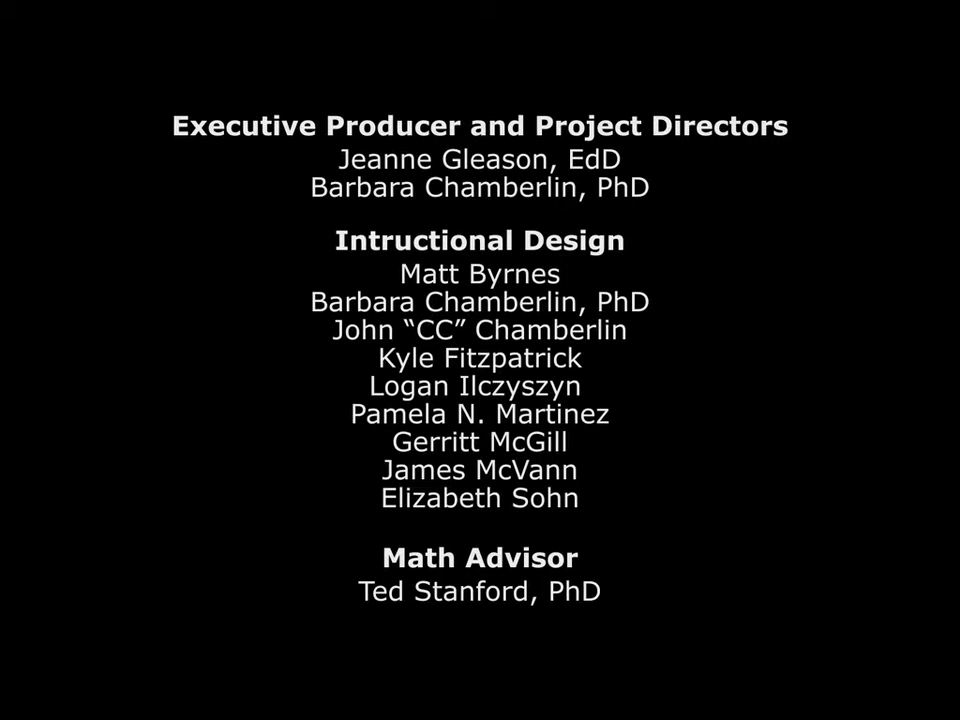 Executive Producer and Project Directors
Jeanne Gleason, EdD
Barbara Chamberlin, PhD
Intructional Design
Matt Byrnes
Barbara Chamberlin, PhD
John “CC” Chamberlin
Kyle Fitzpatrick
Logan Ilczyszyn
Pamela N. Martinez
Gerritt McGill
James McVann
Elizabeth Sohn
Math Advisor
Ted Stanford, PhD